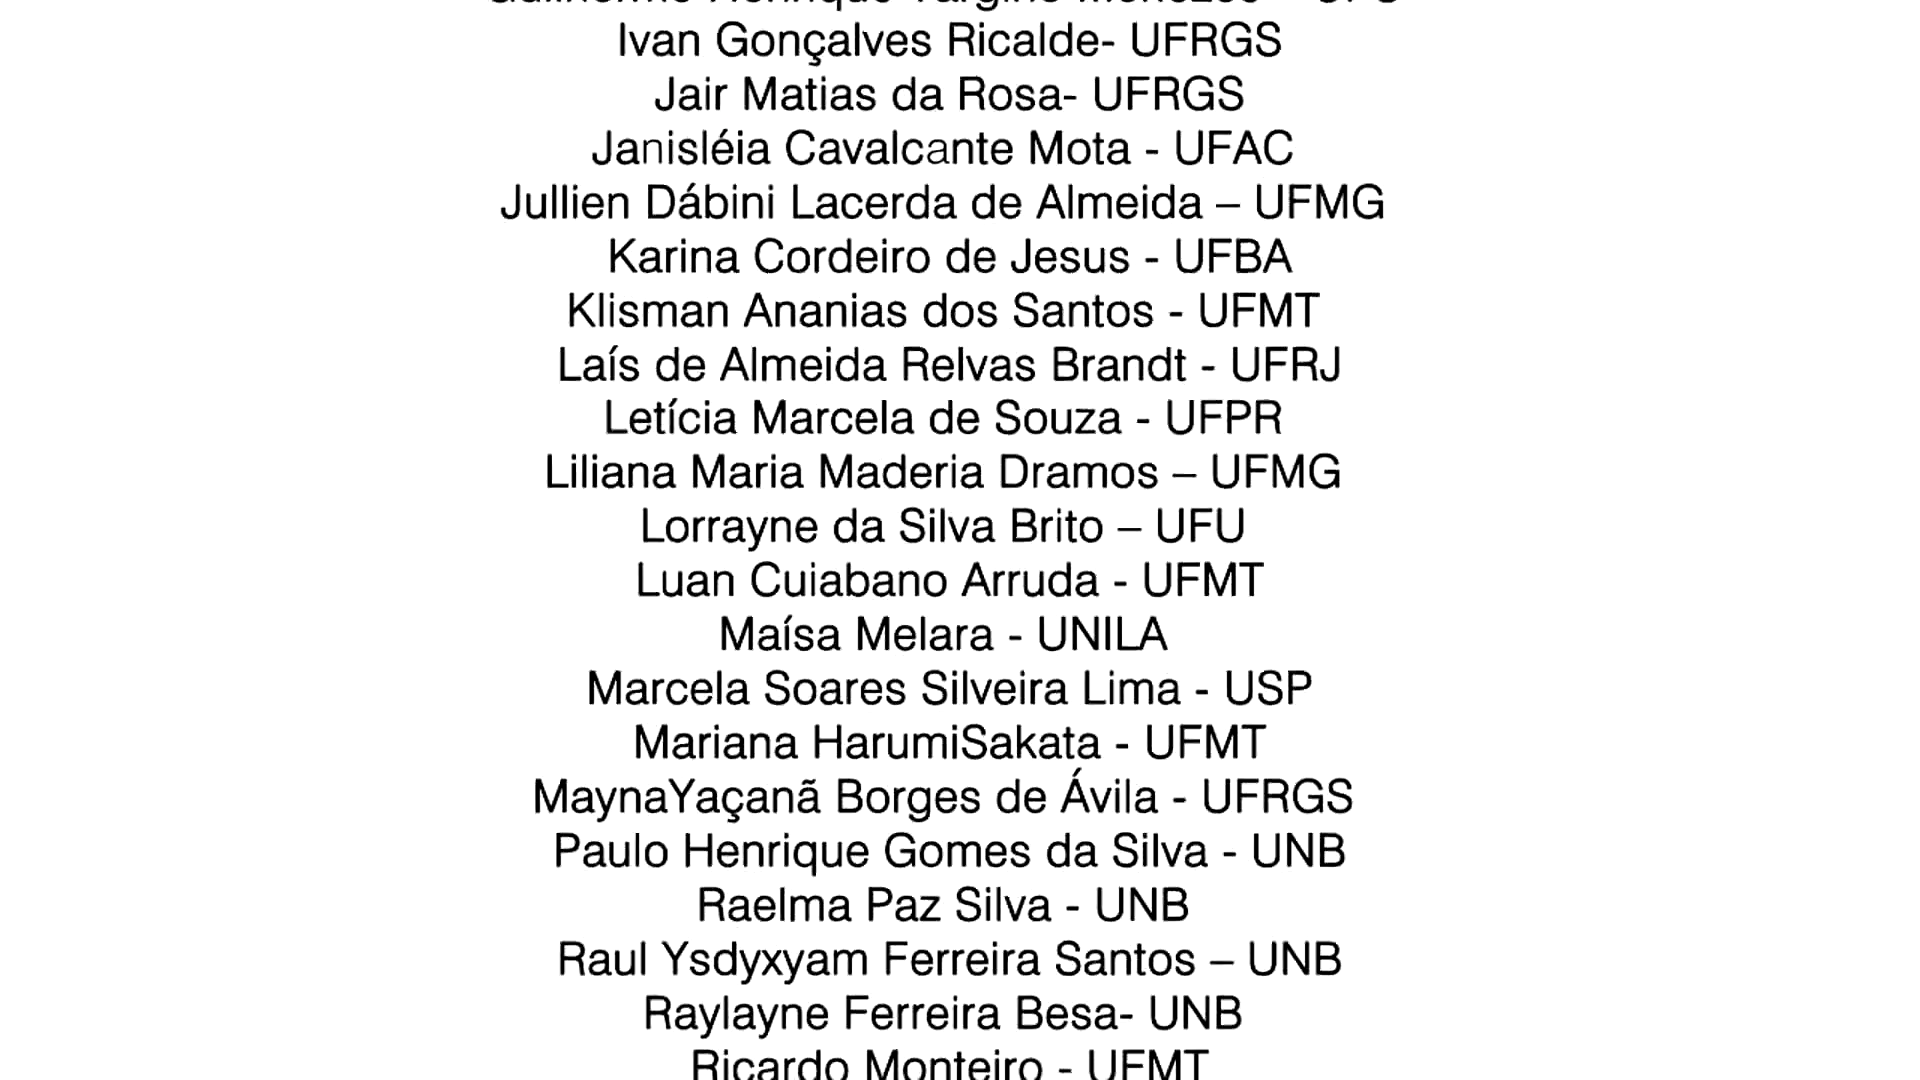 Ivan Gonçalves Ricalde- UFRGS
Jair Matias da Rosa- UFRGS
Janisléia Cavalcante Mota - UFAC
Jullien Dábini Lacerda de Almeida – UFMG
Karina Cordeiro de Jesus - UFBA
Klisman Ananias dos Santos - UFMT
Laís de Almeida Relvas Brandt - UFRJ
Letícia Marcela de Souza - UFPR
Liliana Maria Maderia Dramos – UFMG
Lorrayne da Silva Brito – UFU
Luan Cuiabano Arruda - UFMT
Maísa Melara - UNILA
Marcela Soares Silveira Lima - USP
Mariana HarumiSakata - UFMT
MaynaYaçanã Borges de Ávila - UFRGS
Paulo Henrique Gomes da Silva - UNB
Raelma Paz Silva - UNB
Raul Ysdyxyam Ferreira Santos – UNB
Raylayne Ferreira Besa- UNB
Ricardo Monteiro - UFMT